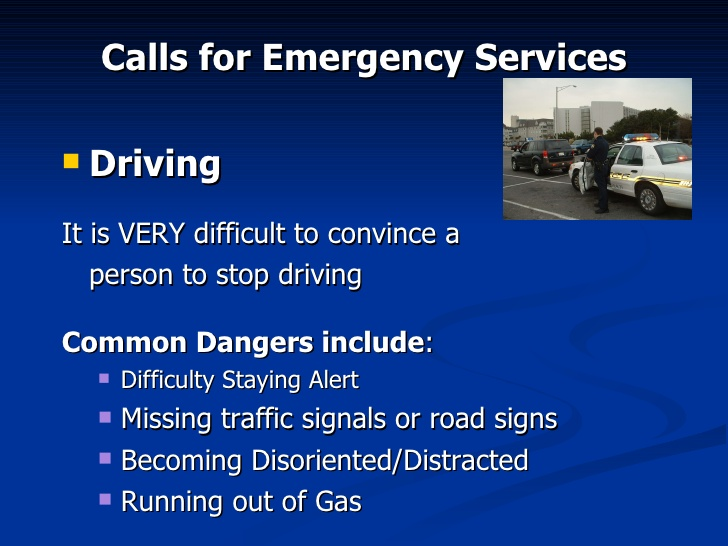 Calls for Emergency Services
Driving
It is VERY difficult to convince a
person to stop driving
Common Dangers include:
Difficulty Staying Alert
Missing traffic signals or road signs
Becoming Disoriented/Distracted
Running out of Gas